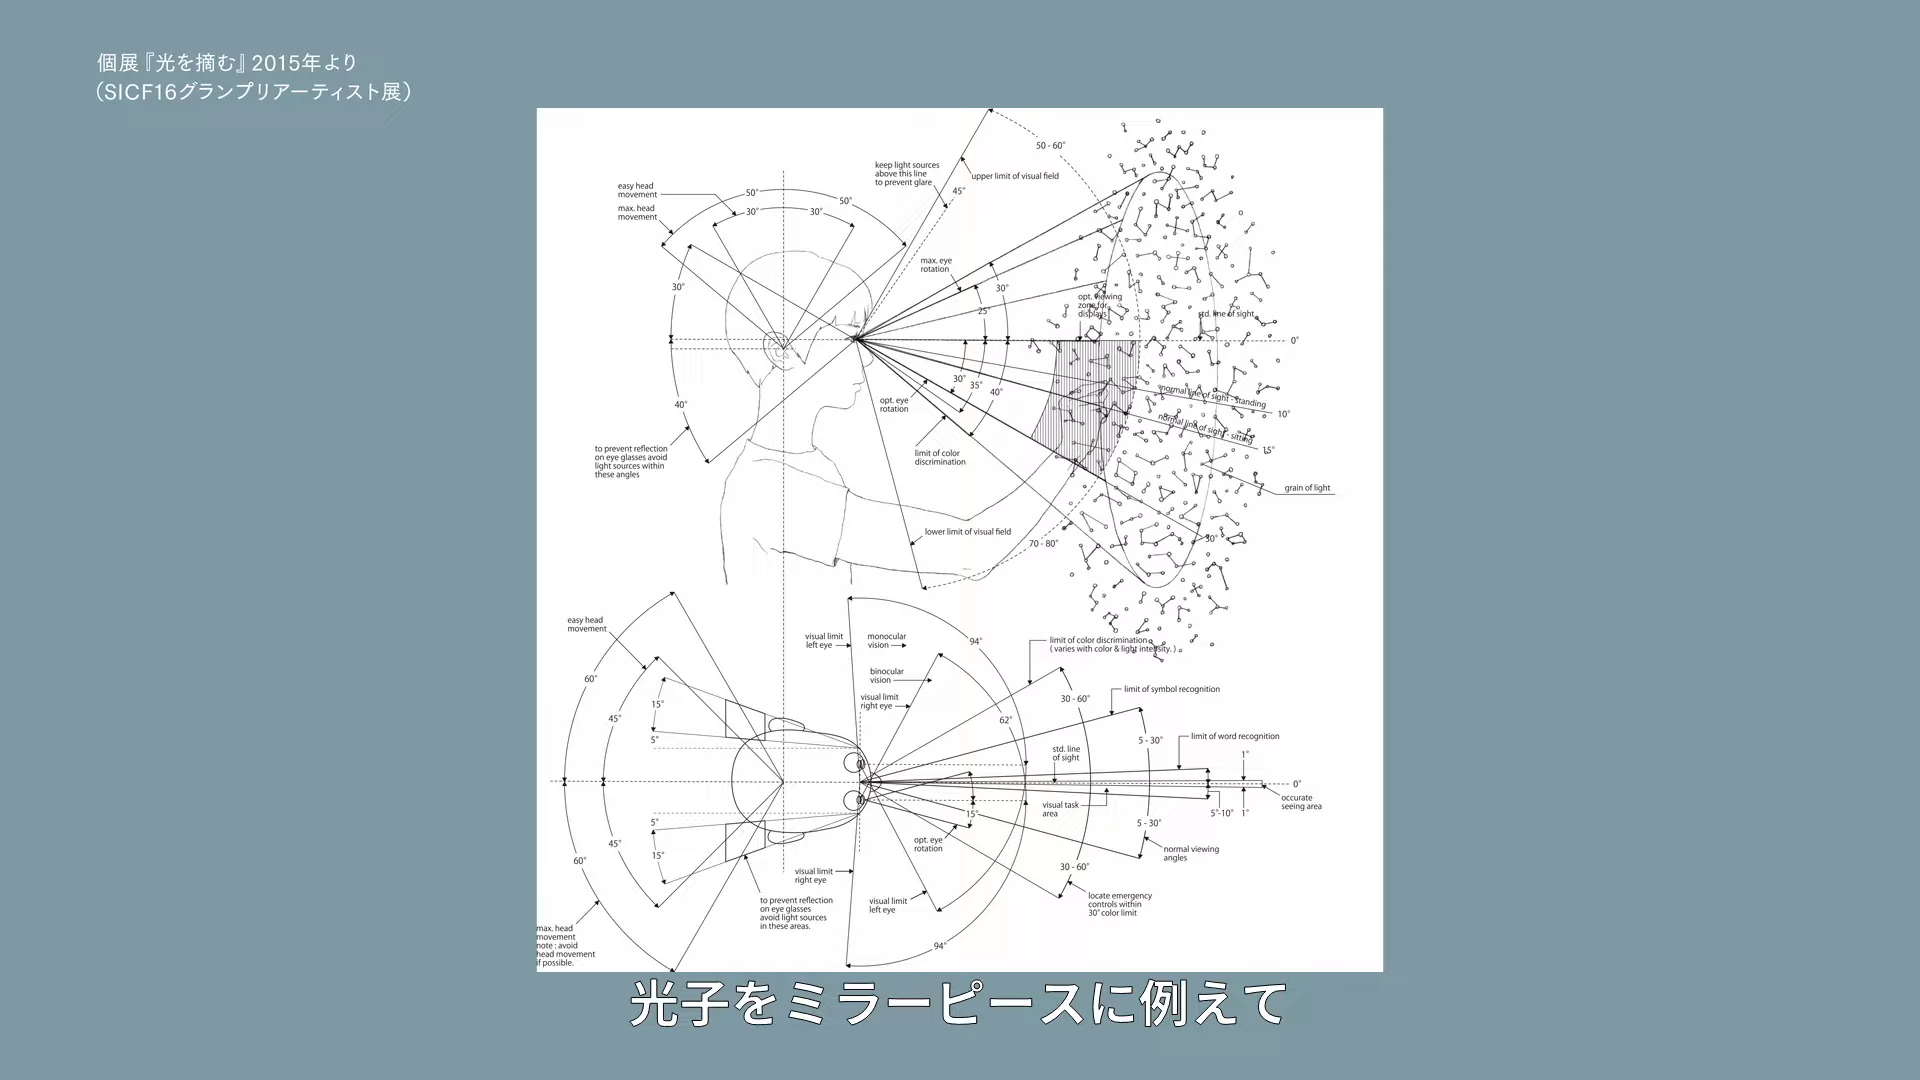 個展『光を摘む』2015年より
（SICF16グランプリアーティスト展）
50 - 60°
keep light sources
above this line
to prevent glare
upper limit of visual field
45°
easy head
movement
max. head
movement
50°
50°
30°
30°
max. eye
rotation
30°
30°
25°
opt. viewing
zone for
displays
std. line of sight
0°
30°
35°
40°
opt. eye
rotation
normal line of sight - standing
10°
normal line of sight - sitting
15°
40°
to prevent reflection
on eye glasses avoid
light sources within
these angles
limit of color
discrimination
grain of light
lower limit of visual field
70 - 80°
30°
easy head
movement
visual limit
left eye
monocular
vision
94°
limit of color discrimination
( varies with color & light intensity. )
binocular
vision
visual limit
right eye
60°
45°
15°
5°
62°
30 - 60°
limit of symbol recognition
5 - 30°
limit of word recognition
std. line
of sight
1°
0°
visual task
area
15°
5°-10°
1°
occurate
seeing area
5°
45°
15°
60°
opt. eye
rotation
5 - 30°
normal viewing
angles
visual limit
right eye
30 - 60°
to prevent reflection
on eye glasses
avoid light sources
in these areas.
visual limit
left eye
locate emergency
controls within
30° color limit
max. head
movement
note : avoid
head movement
if possible.
94°
光子をミラーピースに例えて